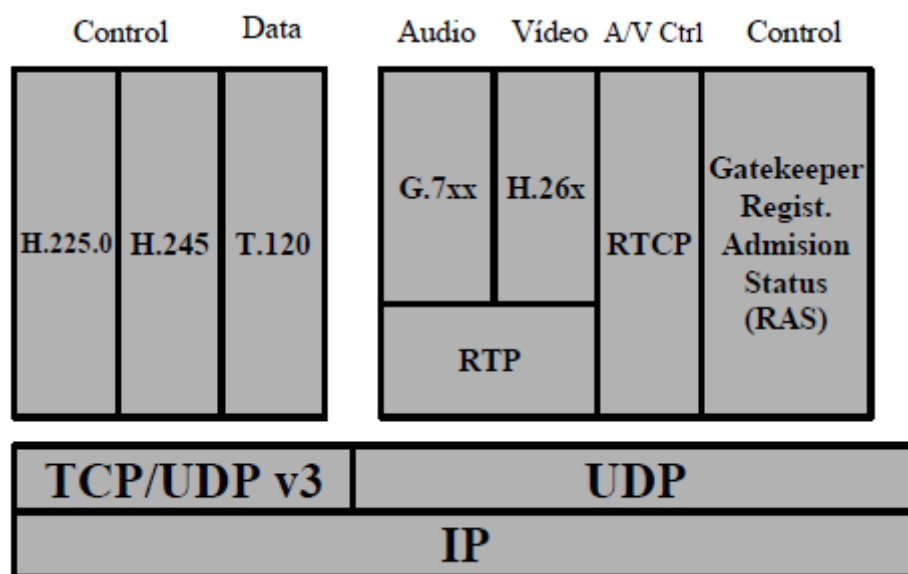 Control Data Audio Vídeo A/V Ctrl Control
H.225.0 H.245 T.120
G.7xx H.26x
RTP
RTCP
Gatekeeper
Regist.
Admision
Status
(RAS)
TCP/UDP v3 UDP
IP